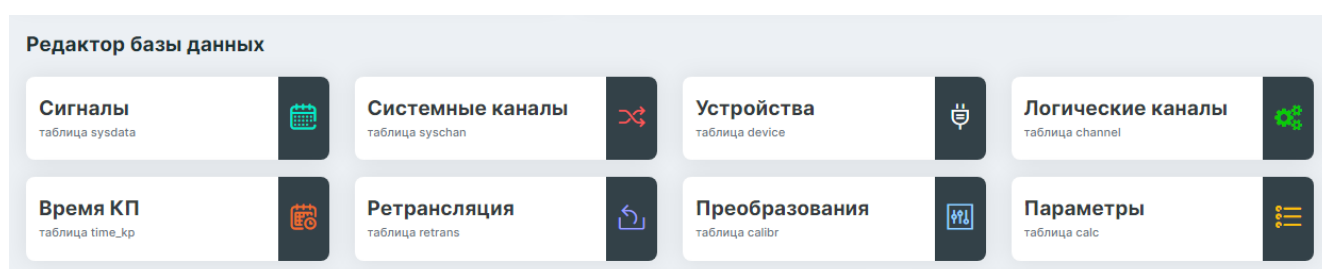 Редактор базы данных
Сигналы
таблица sysdata
Системные каналы
таблица syschan
Устройства
таблица device
Логические каналы
таблица channel
Время КП
таблица time_kp
Ретрансляция
таблица retrans
Преобразования
таблица calibr
Параметры
таблица calc